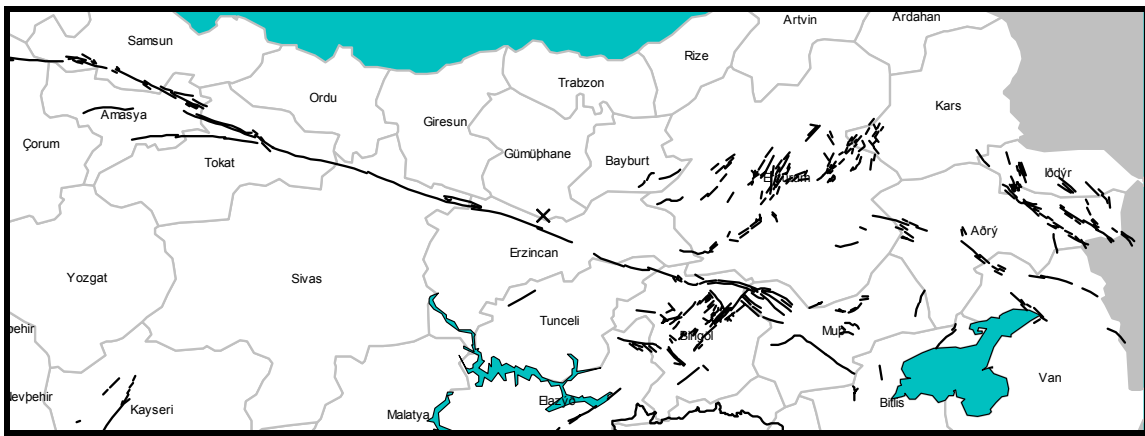 Artvin
Ardahan
Samsun
Rize
Trabzon
Ordu
Kars
Amasya
Giresun
Çorum
Gümüþhane
Bayburt
Tokat
Iðdýr
Aðrý
Erzincan
Yozgat
Sivas
Tunceli
Muþ
Bingöl
Van
Kayseri
Malatya
Elazýð
Bitlis